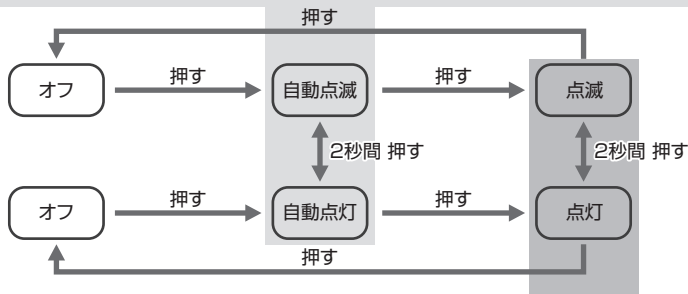 押す
オフ 押す 自動点滅 押す 点滅
2秒間 押す 2秒間 押す
オフ 押す 自動点灯 押す 点灯
押す